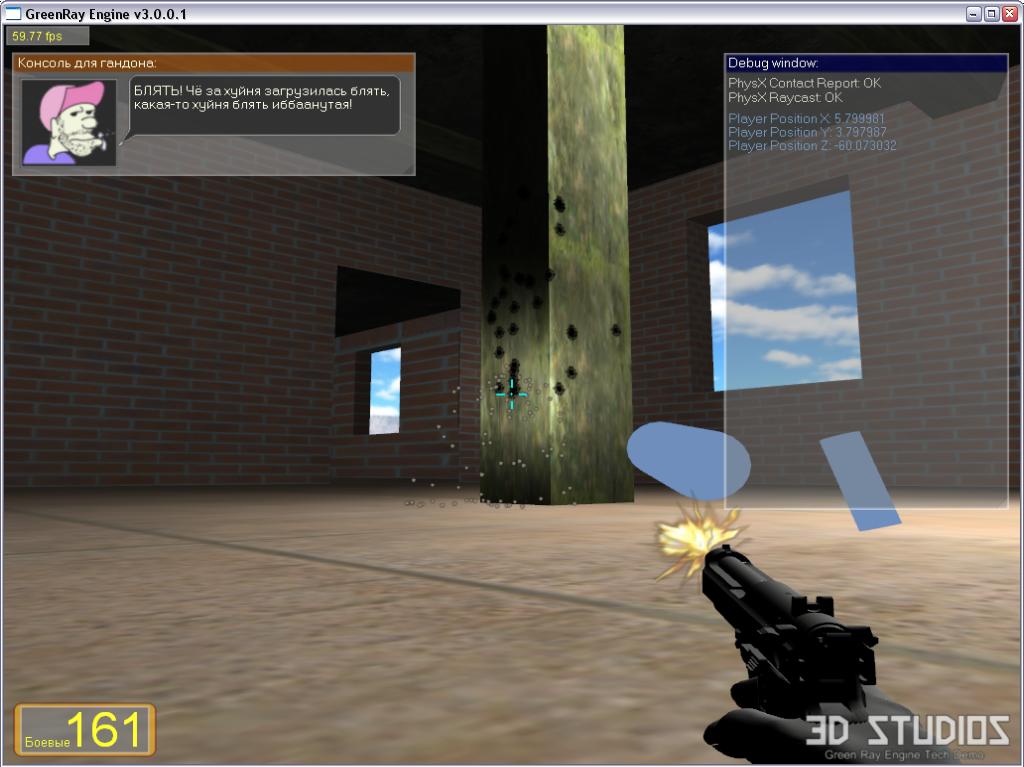 GreenRay Engine v3.0.0.1
59.77 fps
Консоль для гандона:
БЛЯТЬ! Чё за хуйня загрузилась блять,
какая-то хуйня блять иббаанутая!
Debug window:
PhysX Contact Report: OK
PhysX Raycast: OK
Player Position X: 5.799981
Player Position Y: 3.797987
Player Position Z: -60.073032
Боевые 161
3D STUDIOS
Green Ray Engine Tech Demo